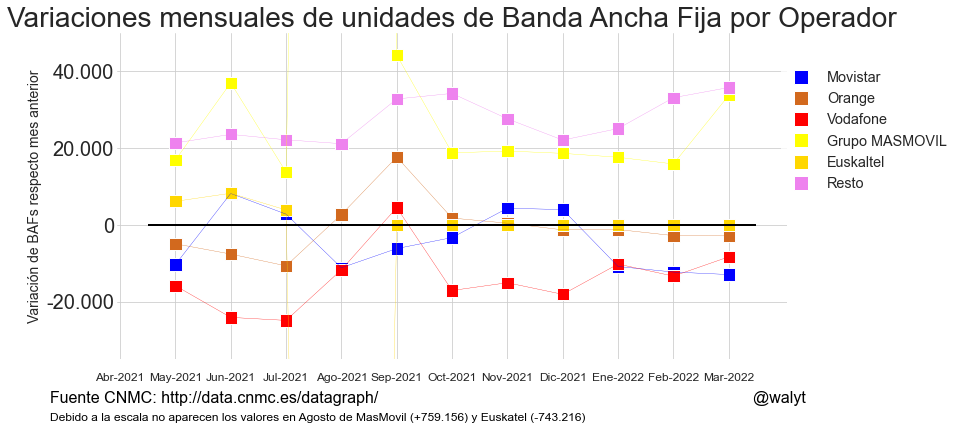 Variaciones mensuales de unidades de Banda Ancha Fija por Operador
Variación de BAFs respecto mes anterior
40.000
20.000
0
-20.000
Movistar
Orange
Vodafone
Grupo MASMOVIL
Euskaltel
Resto
Abr-2021 May-2021 Jun-2021 Jul-2021 Ago-2021 Sep-2021 Oct-2021 Nov-2021 Dic-2021 Ene-2022 Feb-2022 Mar-2022
Fuente CNMC: http://data.cnmc.es/datagraph/ @walyt
Debido a la escala no aparecen los valores en Agosto de MasMovil (+759.156) y Euskatel (-743.216)